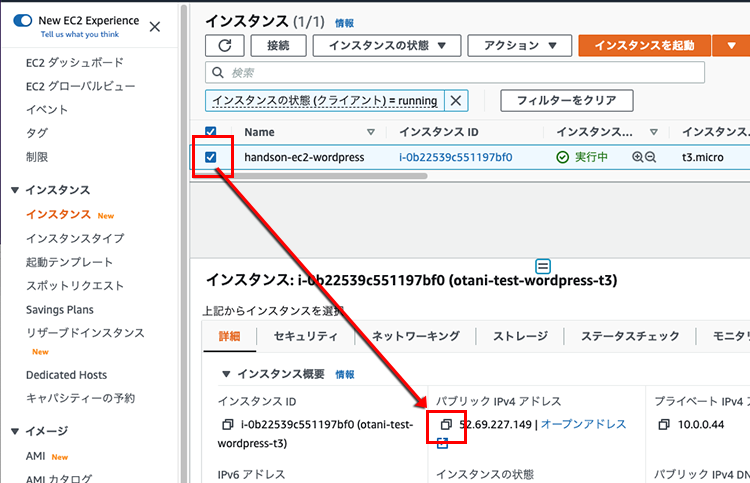 New EC2 Experience
Tell us what you think
EC2 ダッシュボード
EC2 グローバルビュー
イベント
タグ
制限
インスタンス
インスタンス New
インスタンスタイプ
起動テンプレート
スポットリクエスト
Savings Plans
リザーブドインスタンス
New
Dedicated Hosts
キャパシティーの予約
イメージ
AMI New
AMI カタログ
インスタンス (1/1) 情報
接続 インスタンスの状態 アクション インスタンスを起動
検索
インスタンスの状態 (クライアント) = running フィルターをクリア
Name インスタンス ID インスタンス... インスタ
handson-ec2-wordpress i-0b22539c551197bf0 実行中 t3.micro
インスタンス: i-0b22539c551197bf0 (otani-test-wordpress-t3)
上記からインスタンスを選択
詳細 セキュリティ ネットワーキング ストレージ ステータスチェック モニタリ
インスタンス概要 情報
インスタンス ID パブリック IPv4 アドレス プライベート IPv4 ア
i-0b22539c551197bf0 (otani-test- 52.69.227.149 | オープンアドレス 10.0.0.44
wordpress-t3)
IPv6 アドレス インスタンスの状態 パブリック IPv4 DN